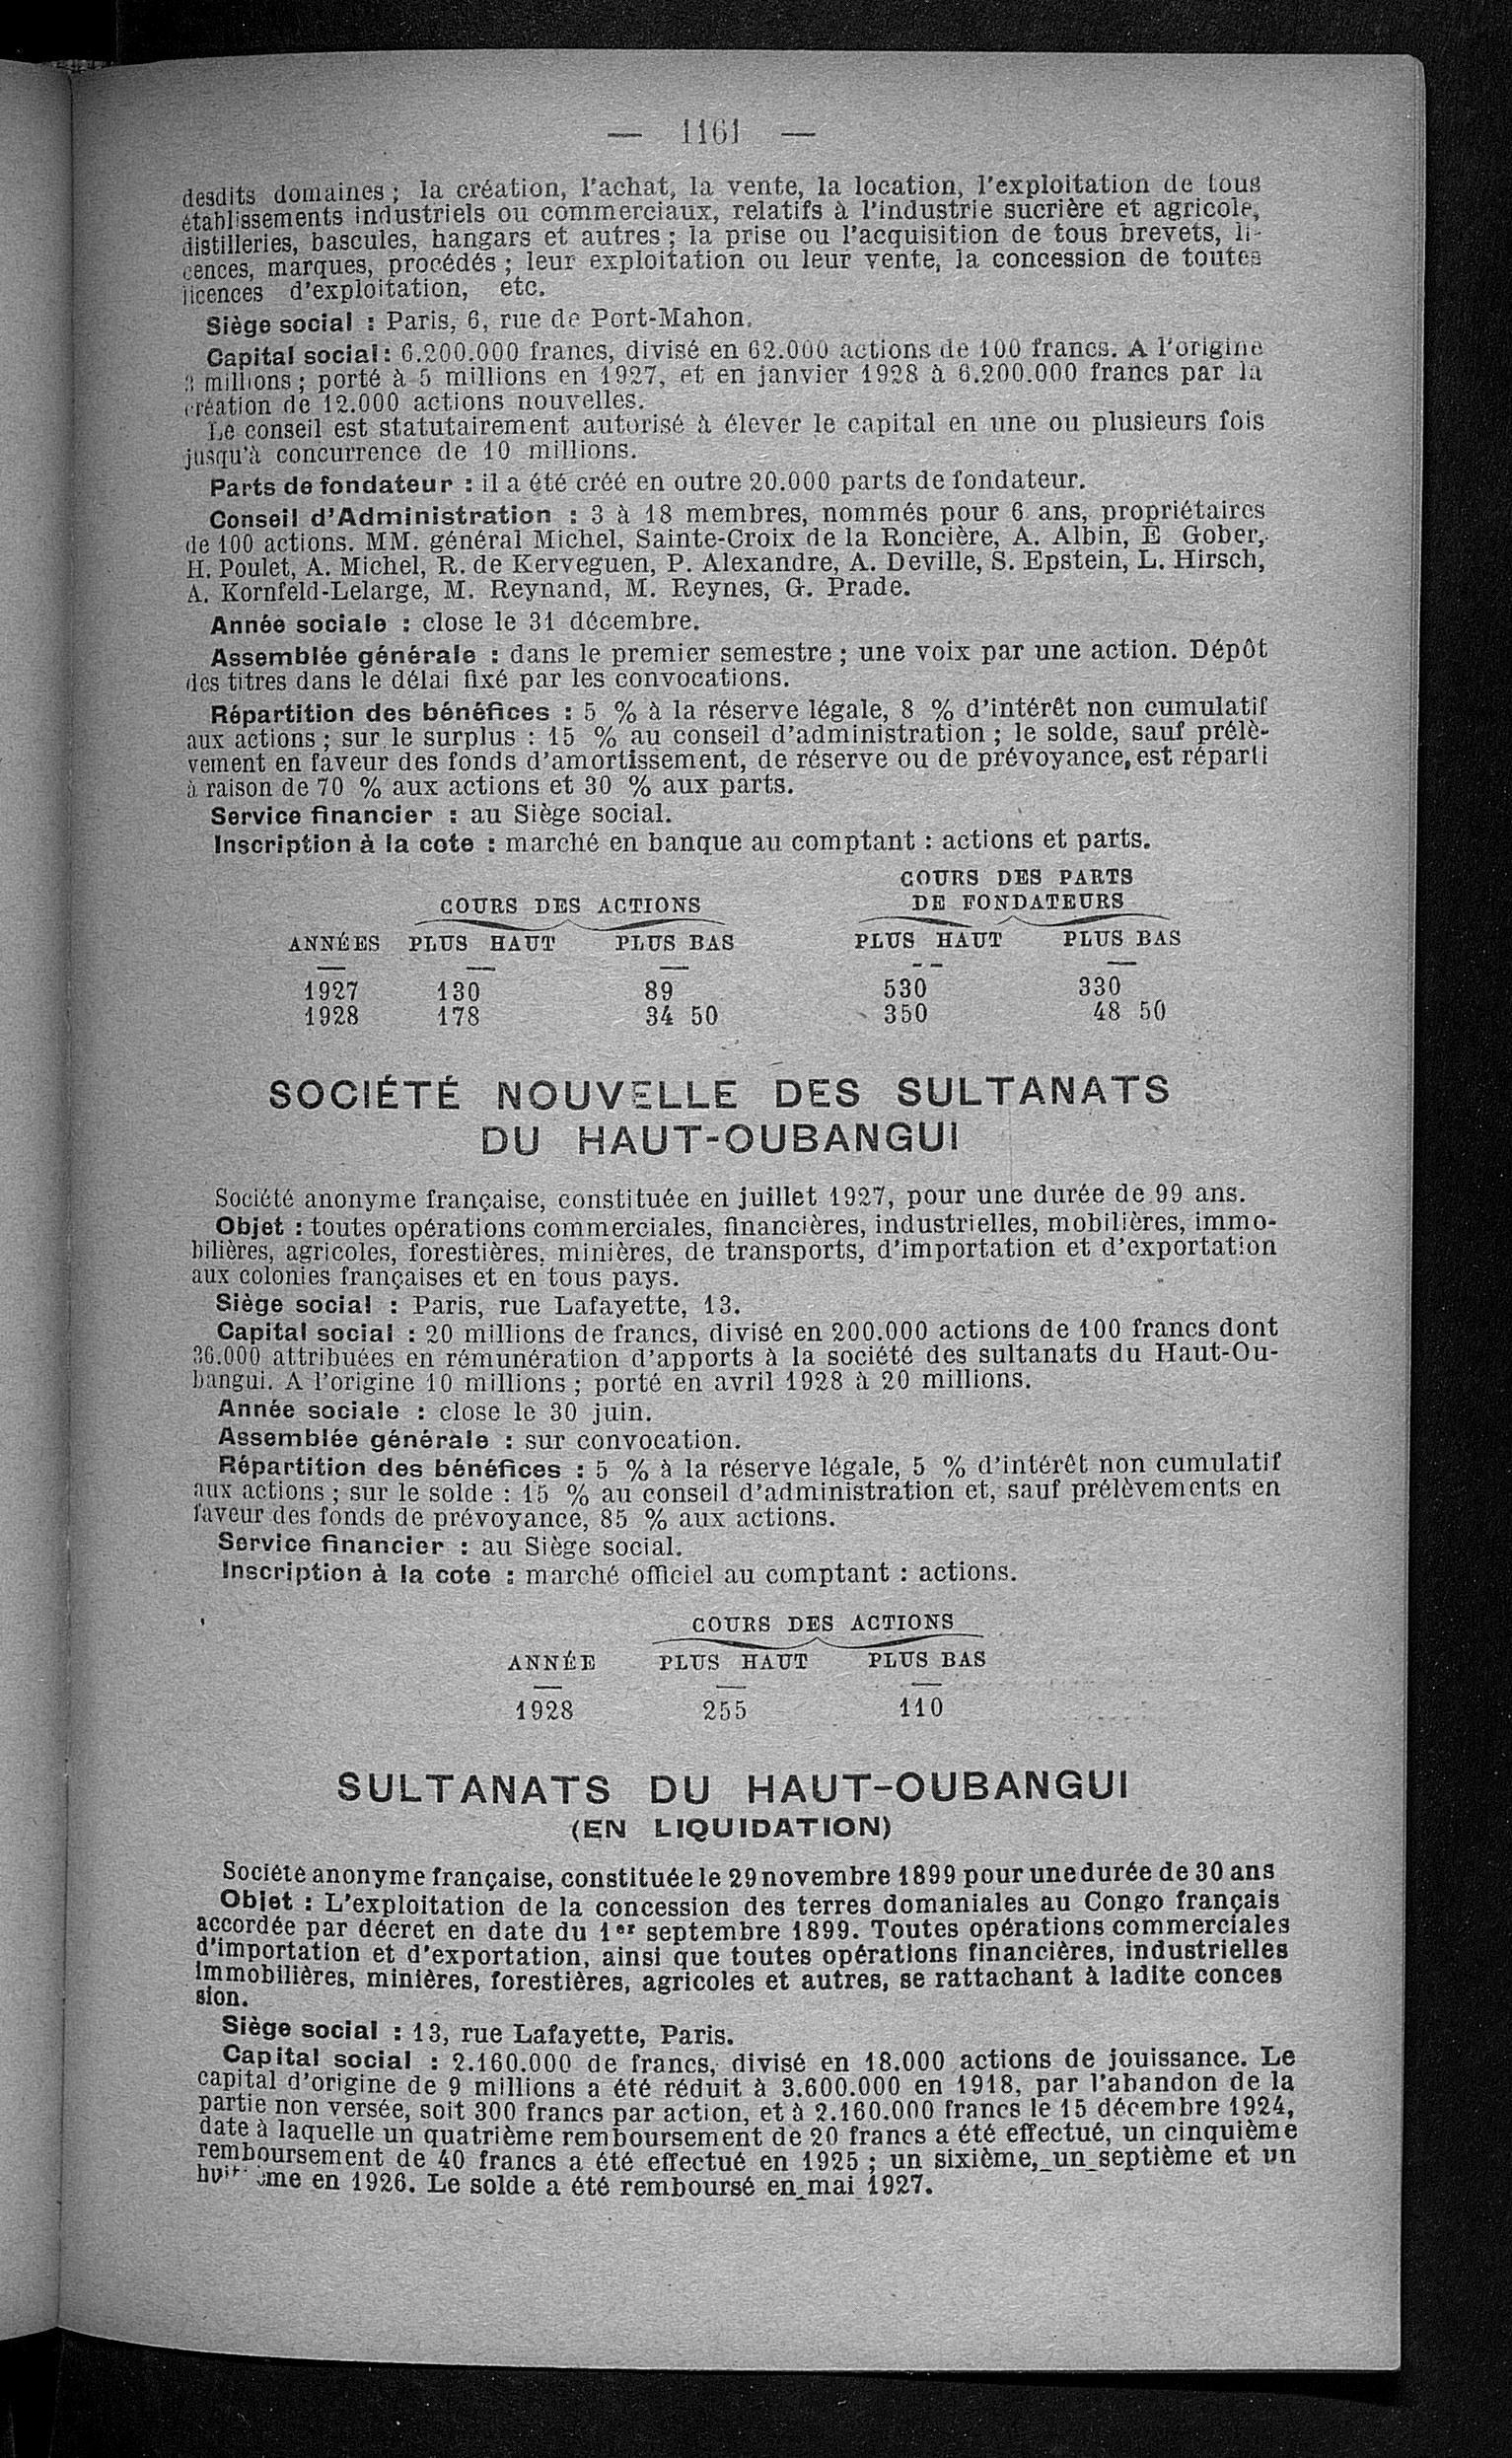 — 1161 —
desdits domaines ; la création, l'achat, la vente, la location, l'exploitation de tous
établissements industriels ou commerciaux, relatifs à l'industrie sucrière et agricole,
distilleries, bascules, hangars et autres ; la prise ou l'acquisition de tous brevets, li-
cences, marques, procédés ; leur exploitation ou leur vente, la concession de toutes
licences d'exploitation, etc.
Siège social : Paris, 6, rue de Port-Mahon.
Capital social : 6.200.000 francs, divisé en 62.000 actions de 100 francs. A l'origine
3 millions ; porté à 5 millions en 1927, et en janvier 1928 à 6.200.000 francs par la
création de 12.000 actions nouvelles.
Le conseil est statutairement autorisé à élever le capital en une ou plusieurs fois
jusqu'à concurrence de 10 millions.
Parts de fondateur : il a été créé en outre 20.000 parts de fondateur.
Conseil d'Administration : 3 à 18 membres, nommés pour 6 ans, propriétaires
de 100 actions. MM. général Michel, Sainte-Croix de la Roncière, A. Albin, E Gober,
H. Poulet, A. Michel, R. de Kerveguen, P. Alexandre, A. Deville, S. Epstein, L. Hirsch,
A. Kornfeld-Lelarge, M. Reynand, M. Reynes, G. Prade.
Année sociale : close le 31 décembre.
Assemblée générale : dans le premier semestre ; une voix par une action. Dépôt
des titres dans le délai fixé par les convocations.
Répartition des bénéfices : 5 % à la réserve légale, 8 % d'intérêt non cumulatif
aux actions ; sur le surplus : 15 % au conseil d'administration ; le solde, sauf prélè-
vement en faveur des fonds d'amortissement, de réserve ou de prévoyance, est réparti
à raison de 70 % aux actions et 30 % aux parts.
Service financier : au Siège social.
Inscription à la cote : marché en banque au comptant : actions et parts.
COURS DES ACTIONS COURS DES PARTS
DE FONDATEURS
ANNÉES PLUS HAUT PLUS BAS PLUS HAUT PLUS BAS
1927 130 89 530 330
1928 178 34 50 350 48 50
SOCIÉTÉ NOUVELLE DES SULTANATS
DU HAUT-OUBANGUI
Société anonyme française, constituée en juillet 1927, pour une durée de 99 ans.
Objet : toutes opérations commerciales, financières, industrielles, mobilières, immo-
bilières, agricoles, forestières, minières, de transports, d'importation et d'exportation
aux colonies françaises et en tous pays.
Siège social : Paris, rue Lafayette, 13.
Capital social : 20 millions de francs, divisé en 200.000 actions de 100 francs dont
36.000 attribuées en rémunération d'apports à la société des sultanats du Haut-Ou-
bangui. A l'origine 10 millions ; porté en avril 1928 à 20 millions.
Année sociale : close le 30 juin.
Assemblée générale : sur convocation.
Répartition des bénéfices : 5 % à la réserve légale, 5 % d'intérêt non cumulatif
aux actions ; sur le solde : 15 % au conseil d'administration et, sauf prélèvements en
faveur des fonds de prévoyance, 85 % aux actions.
Service financier : au Siège social.
Inscription à la cote : marché officiel au comptant : actions.
COURS DES ACTIONS
ANNÉE PLUS HAUT PLUS BAS
1928 255 110
SULTANATS DU HAUT-OUBANGUI
(EN LIQUIDATION)
Société anonyme française, constituée le 29 novembre 1899 pour une durée de 30 ans
Objet : L'exploitation de la concession des terres domaniales au Congo français
accordée par décret en date du 1er septembre 1899. Toutes opérations commerciales
d'importation et d'exportation, ainsi que toutes opérations financières, industrielles
immobilières, minières, forestières, agricoles et autres, se rattachant à ladite conces
sion.
Siège social : 13, rue Lafayette, Paris.
Capital social : 2.160.000 de francs, divisé en 18.000 actions de jouissance. Le
capital d'origine de 9 millions a été réduit à 3.600.000 en 1918, par l'abandon de la
partie non versée, soit 300 francs par action, et à 2.160.000 francs le 15 décembre 1924,
date à laquelle un quatrième remboursement de 20 francs a été effectué, un cinquième
remboursement de 40 francs a été effectué en 1925 ; un sixième, un septième et un
en 1926. Le solde a été remboursé en mai 1927.